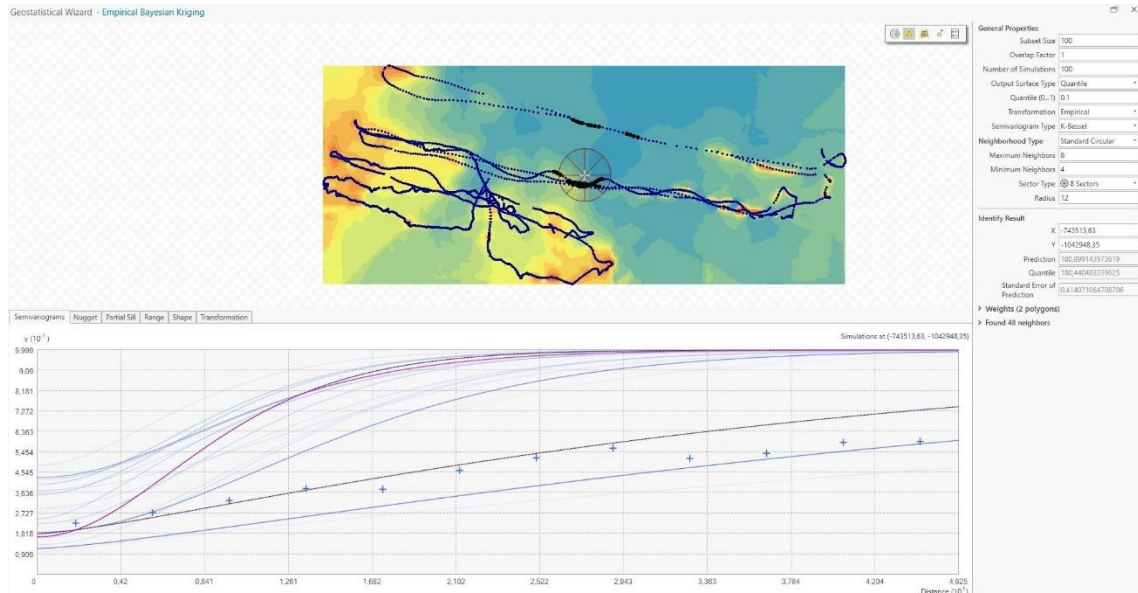 Geostatistical Wizard - Empirical Bayesian Kriging
General Properties
Subset Size 100
Overlap Factor 1
Number of Simulations 100
Output Surface Type Quantile
Quantile (0...1) 0.1
Transformation Empirical
Semivariogram Type K-Bessel
Neighborhood Type Standard Circular
Maximum Neighbors 6
Minimum Neighbors 4
Sector Type 8 Sectors
Radius 12
Identify Result
X -743513,63
Y -1042948,35
Prediction 180,899143973619
Quantile 180,440483239625
Standard Error of
Prediction 0,414071064708706
> Weights (2 polygons)
> Found 48 neighbors
Semivariograms Nugget Partial Sill Range Shape Transformation
γ (10⁻¹)
Simulations at (-743513,63, -1042948,35)
9,999
9,09
8,181
7,272
6,363
5,454
4,545
3,636
2,727
1,818
0,909
0 0,42 0,841 1,261 1,682 2,102 2,522 2,943 3,363 3,784 4,204 4,625